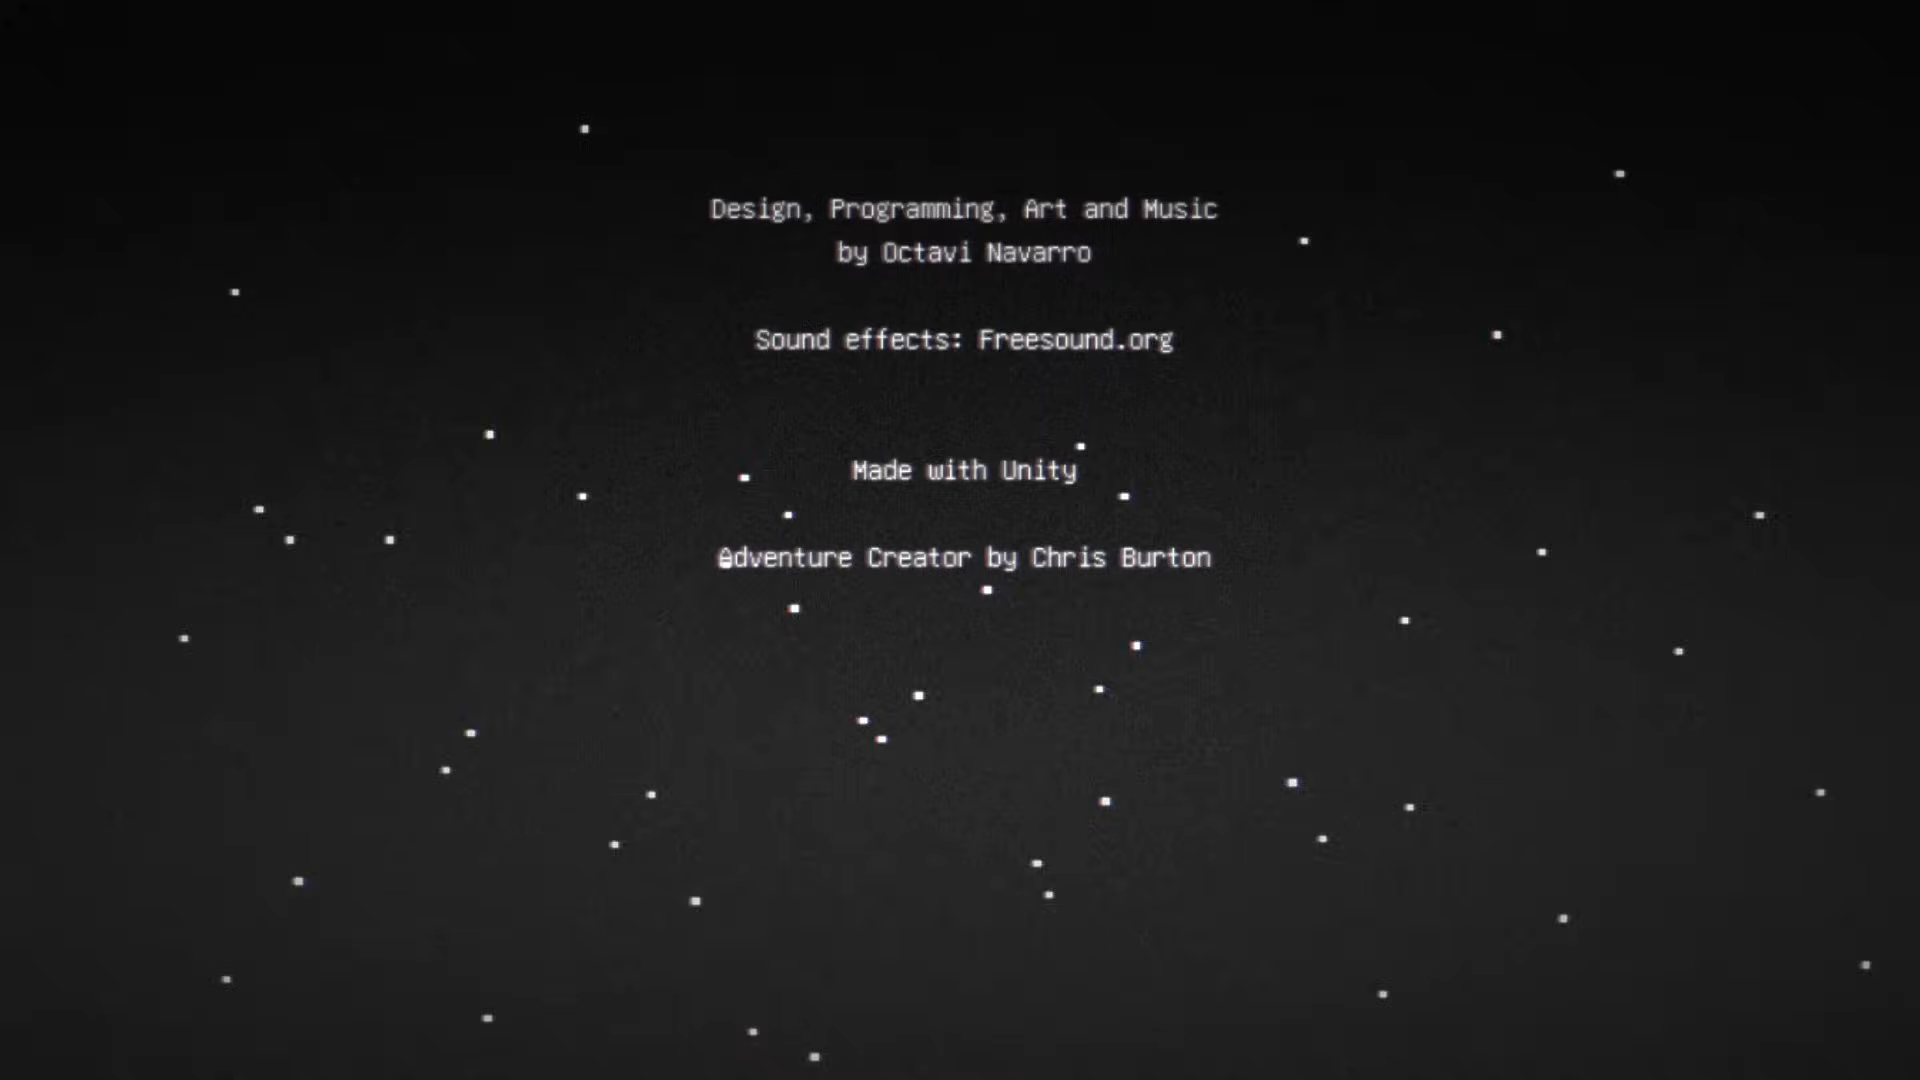 Design, Programming, Art and Music
by Octavi Navarro
Sound effects: Freesound.org
Made with Unity
Adventure Creator by Chris Burton